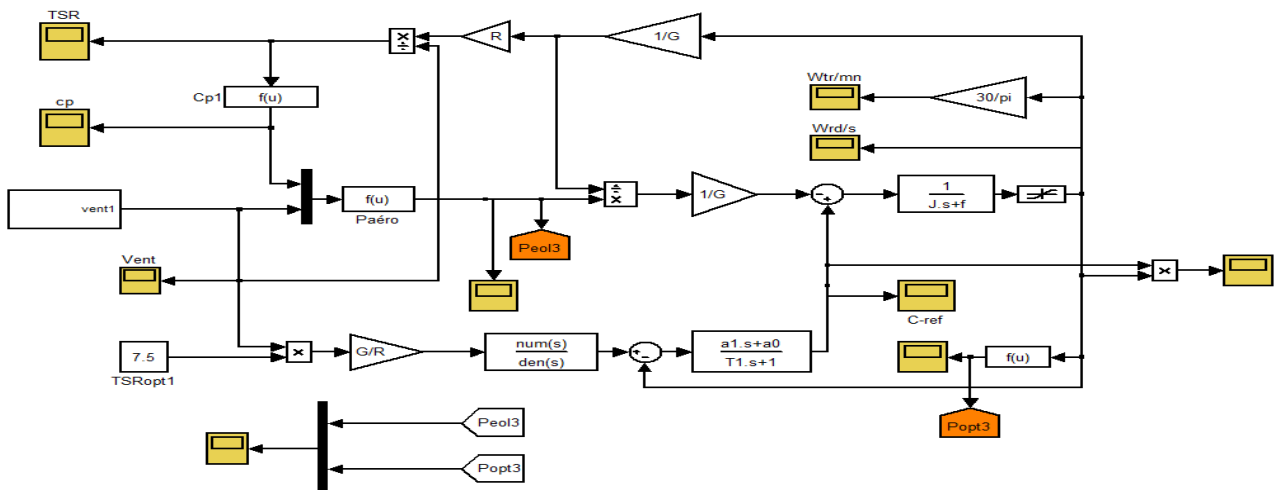 TSR
R
1/G
×
÷
Wtr/mn
30/pi
Cp1
f(u)
cp
Wrd/s
vent1
f(u)
Paéro
÷
×
1/G
-
+
1
J.s+f
Peol3
Vent
×
C-ref
7.5
TSRopt1
×
G/R
num(s)
den(s)
+
-
a1.s+a0
T1.s+1
f(u)
Popt3
Peol3
Popt3